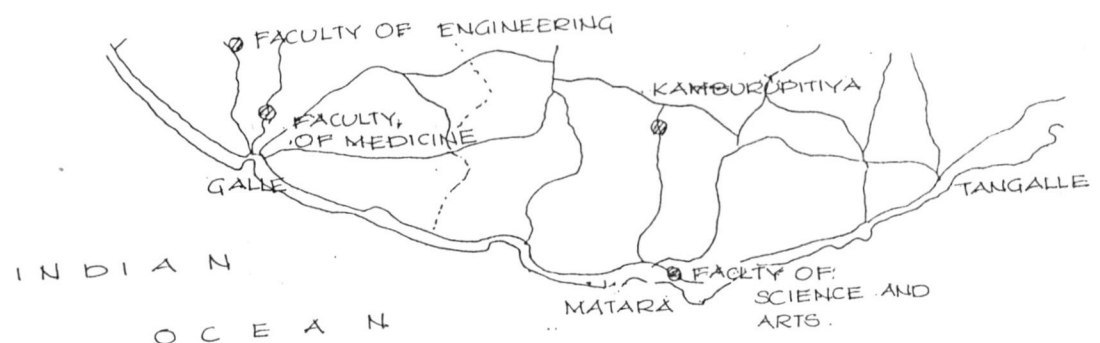 FACULTY OF ENGINEERING
KAMBURUPITIYA
FACULTY,
OF MEDICINE
GALLE
TANGALLE
INDIAN
FACLTY OF:
SCIENCE AND
ARTS.
MATARA
OCEAN